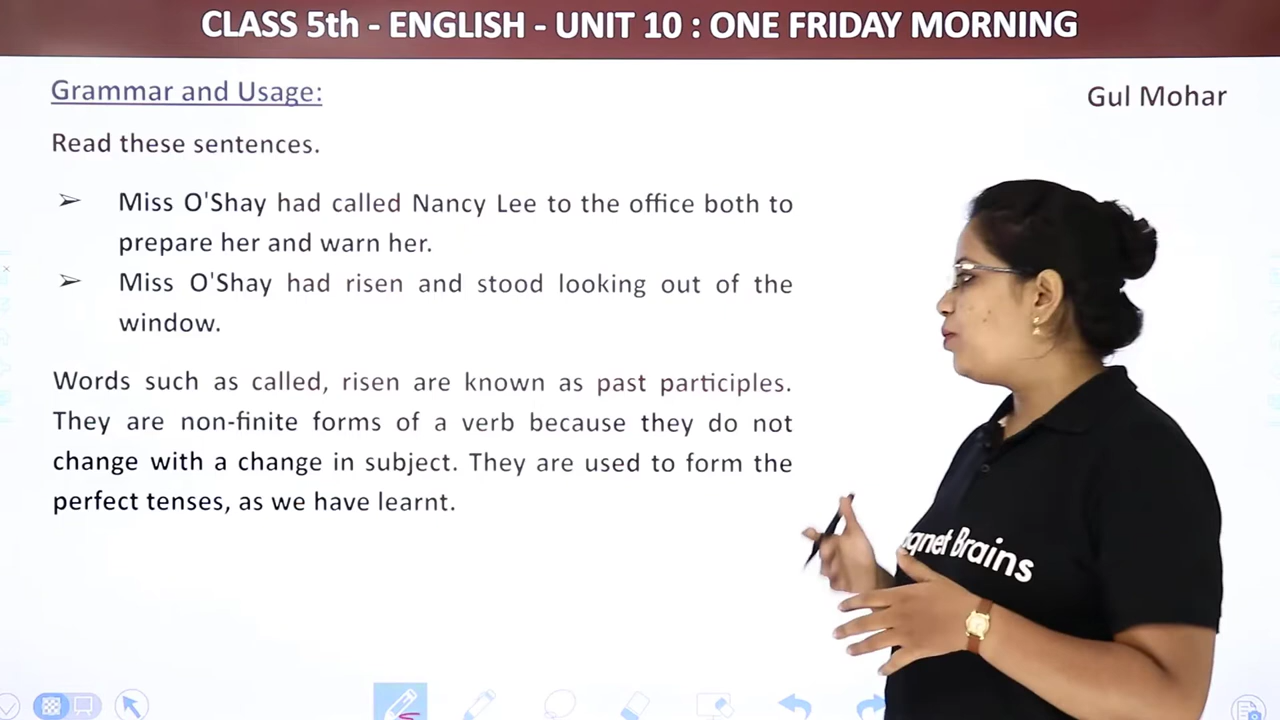 CLASS 5th - ENGLISH - UNIT 10 : ONE FRIDAY MORNING
Grammar and Usage:
Gul Mohar
Read these sentences.
➢ Miss O'Shay had called Nancy Lee to the office both to
prepare her and warn her.
➢ Miss O'Shay had risen and stood looking out of the
window.
Words such as called, risen are known as past participles.
They are non-finite forms of a verb because they do not
change with a change in subject. They are used to form the
perfect tenses, as we have learnt.
Brains